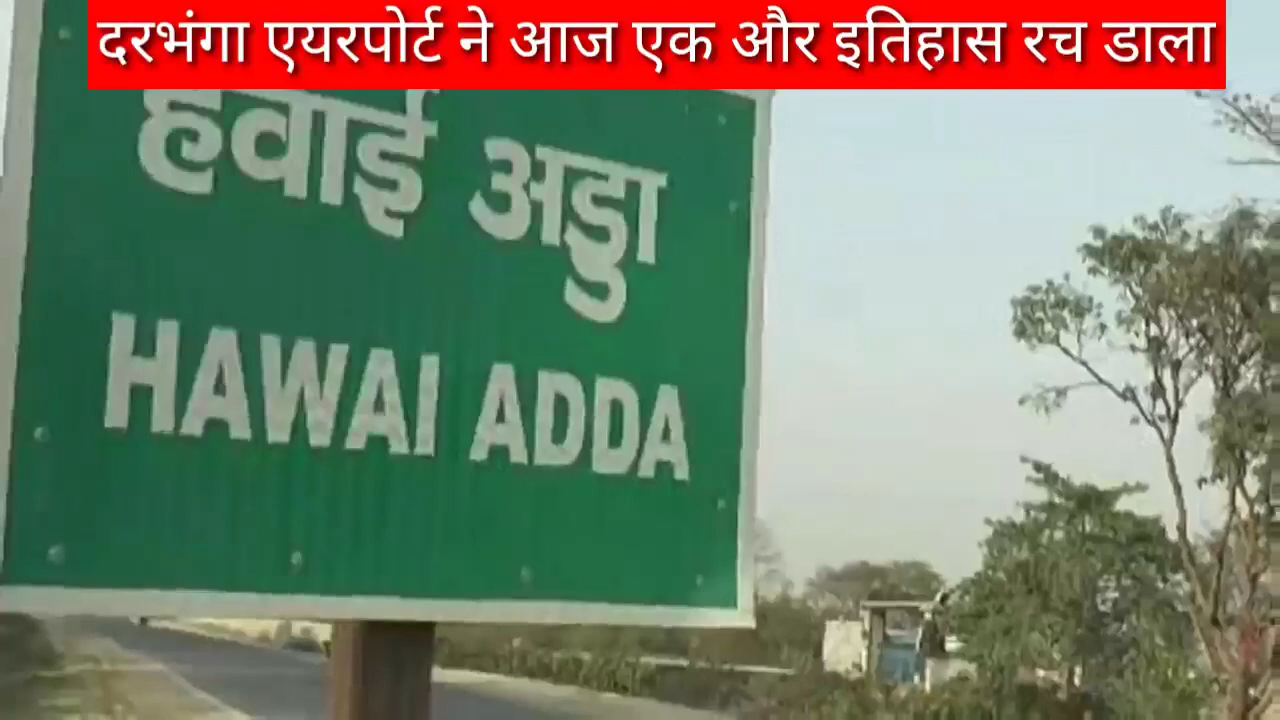 दरभंगा एयरपोर्ट ने आज एक और इतिहास रच डाला
हवाई अड्डा
HAWAI ADDA